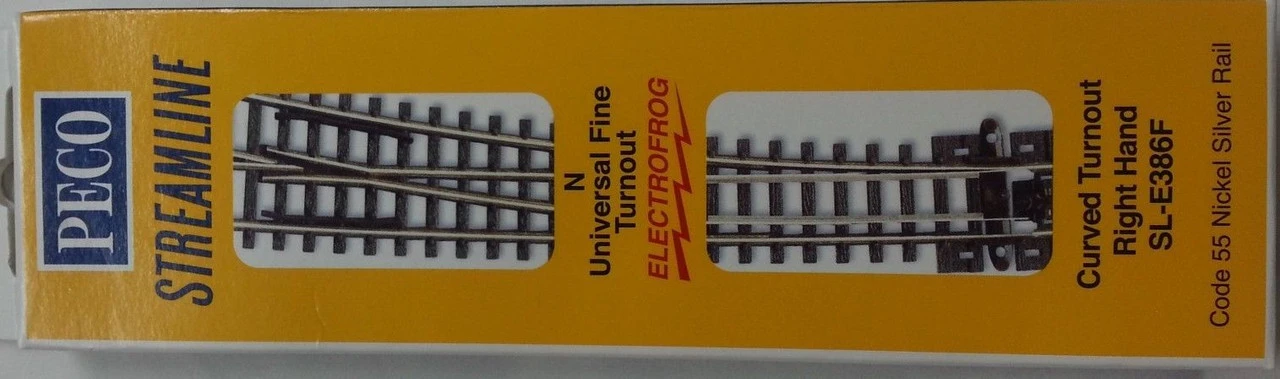 PECO
STREAMLINE
N
Universal Fine
Turnout
ELECTROFROG
Curved Turnout
Right Hand
SL-E386F
Code 55 Nickel Silver Rail